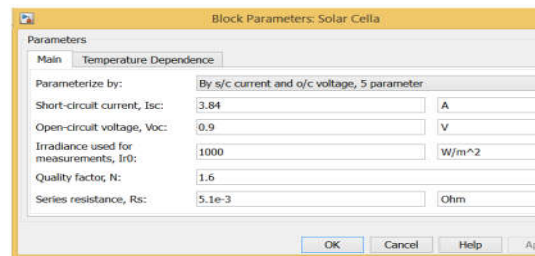 Block Parameters: Solar Cella
Parameters
Main Temperature Dependence
Parameterize by: By s/c current and o/c voltage, 5 parameter
Short-circuit current, Isc: 3.84 A
Open-circuit voltage, Voc: 0.9 V
Irradiance used for
measurements, Ir0: 1000 W/m^2
Quality factor, N: 1.6
Series resistance, Rs: 5.1e-3 Ohm
OK Cancel Help